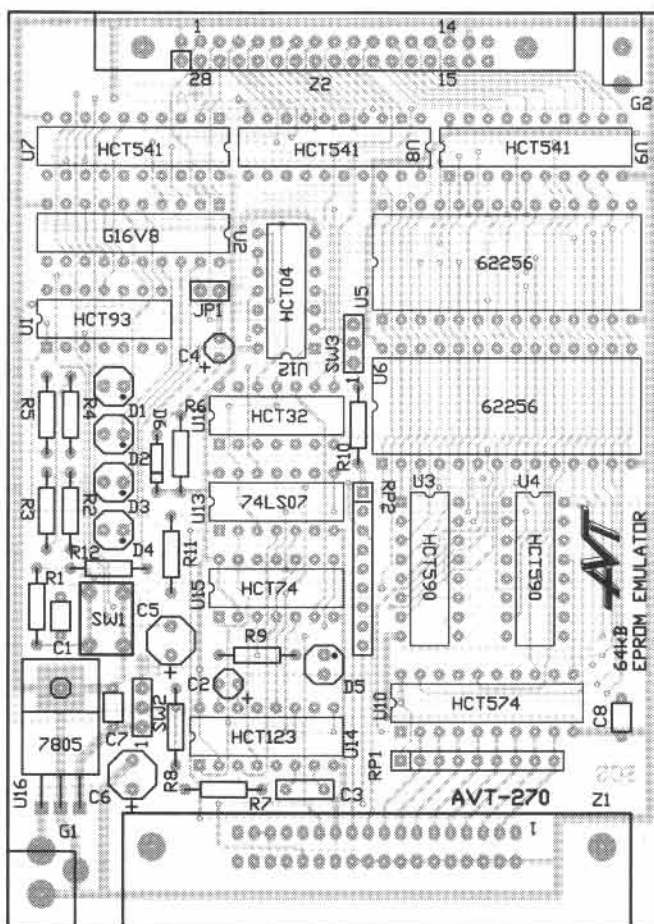 1 14
28 Z2 15
G2
U7 HCT541 HCT541 U8 HCT541 U9
G16V8 U2
HCT04 U12
62256 U5
JP1
U1 HCT93
C4 +
SW3 1
U6 62256
R5 R4 D1
R6 HCT32
D6 D2
R10
R3 R2 D3
U13 74LS07
RP2
U3 HCT590
U4 HCT590
AVT
64kB
EPROM EMULATOR
R12 D4
R11
U15 HCT74
R1 C1 SW1 C5 +
R9
C2 +
D5
U10 HCT574
C8
7805 U16
C7
SW2 1
R8
HCT123 U14
RP1
C6 +
R7 C3
AVT-270
G1
Z1
1